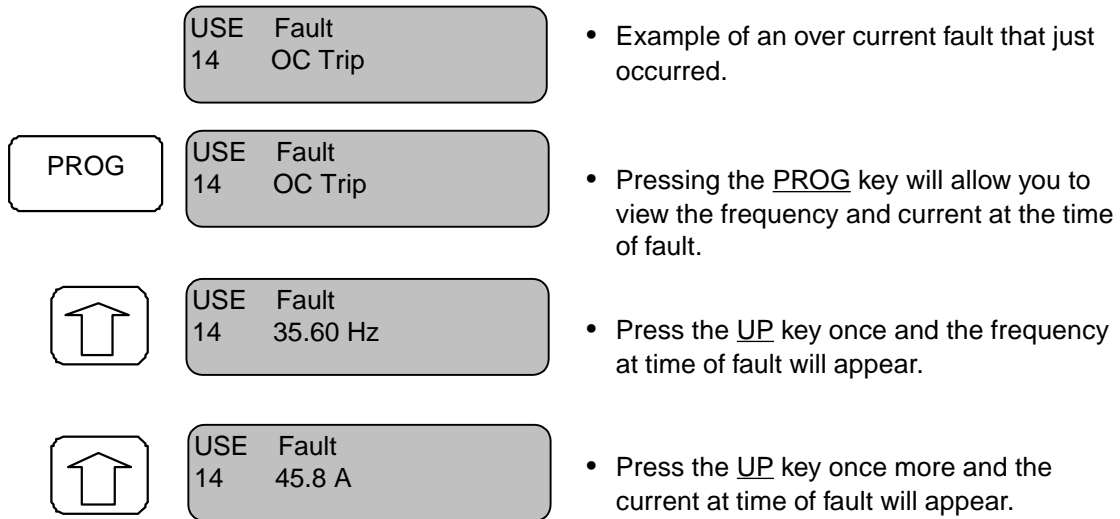 USE Fault
14 OC Trip
• Example of an over current fault that just
occurred.
PROG
USE Fault
14 OC Trip
• Pressing the PROG key will allow you to
view the frequency and current at the time
of fault.
USE Fault
14 35.60 Hz
• Press the UP key once and the frequency
at time of fault will appear.
USE Fault
14 45.8 A
• Press the UP key once more and the
current at time of fault will appear.